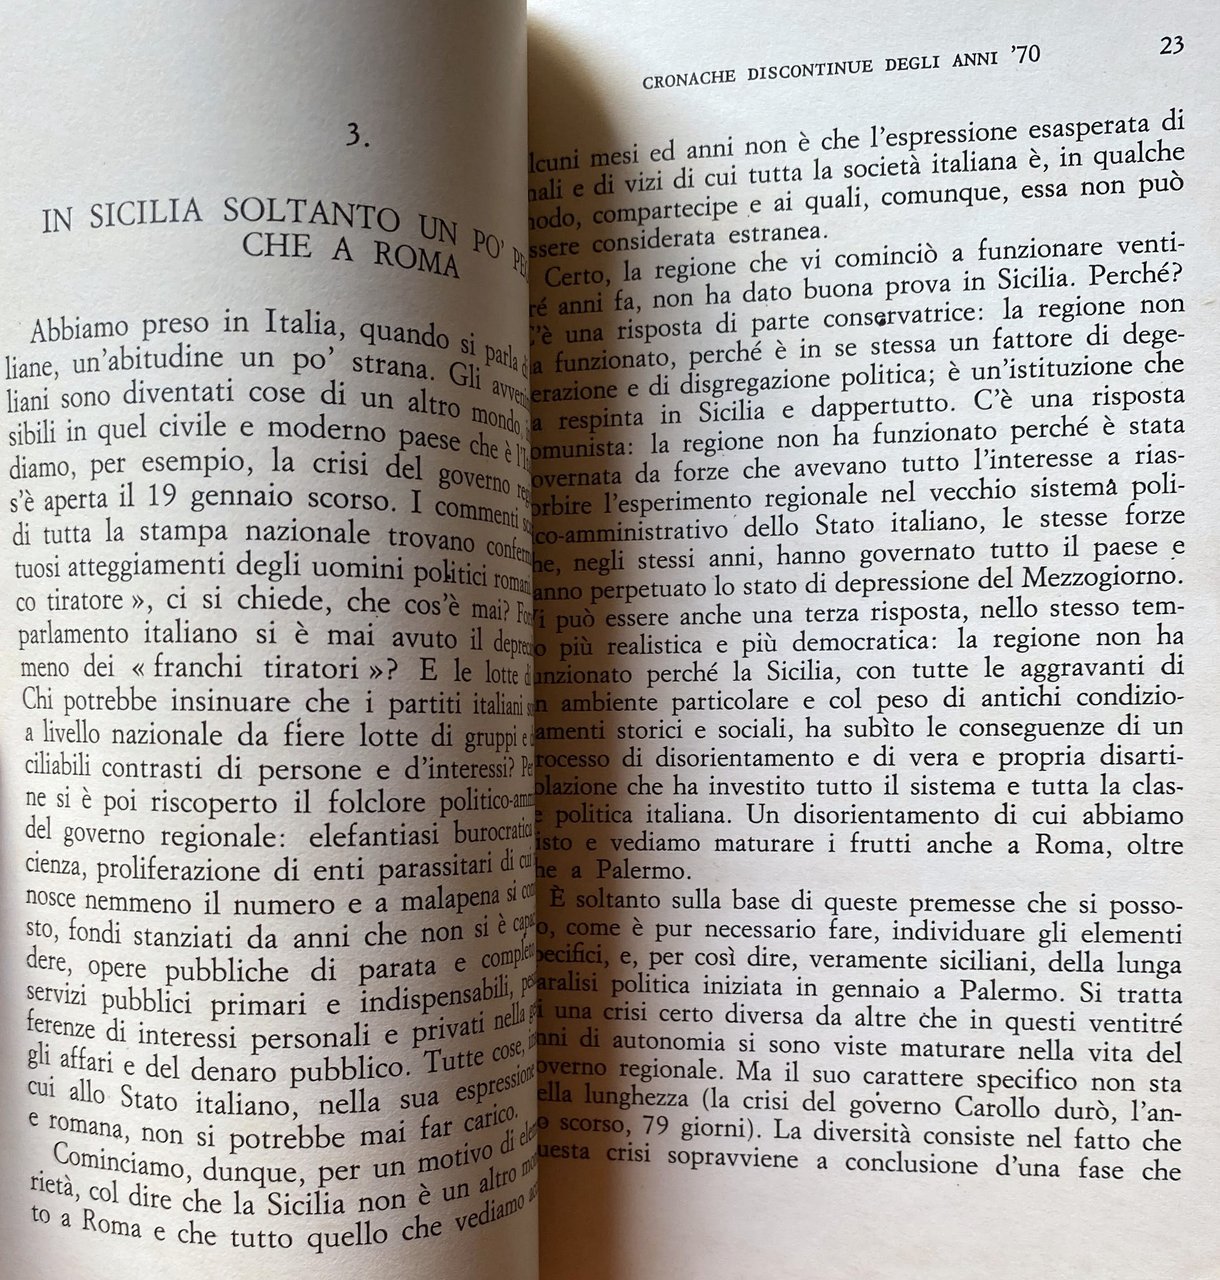 3.
IN SICILIA SOLTANTO UN PO'
CHE A ROMA
Abbiamo preso in Italia, quando si parla
liane, un'abitudine un po' strana. Gli
liani sono diventati cose di un altro mondo,
sibili in quel civile e moderno paese che è
diamo, per esempio, la crisi del governo
s'è aperta il 19 gennaio scorso. I commenti
di tutta la stampa nazionale trovano
tuosi atteggiamenti degli uomini politici
co tiratore », ci si chiede, che cos'è mai?
parlamento italiano si è mai avuto il
meno dei « franchi tiratori »? E le lotte
Chi potrebbe insinuare che i partiti italiani
a livello nazionale da fiere lotte di gruppi e
ciliabili contrasti di persone e d'interessi?
ne si è poi riscoperto il folclore
del governo regionale: elefantiasi burocratica
cienza, proliferazione di enti parassitari di cui
nosce nemmeno il numero e a malapena si
sto, fondi stanziati da anni che non si è
dere, opere pubbliche di parata e
servizi pubblici primari e indispensabili,
ferenze di interessi personali e privati nella
gli affari e del denaro pubblico. Tutte cose,
cui allo Stato italiano, nella sua espressione
e romana, non si potrebbe mai far carico.
Cominciamo, dunque, per un motivo di
rietà, col dire che la Sicilia non è un altro
to a Roma e che tutto quello che vediamo
CRONACHE DISCONTINUE DEGLI ANNI '70 23
mesi ed anni non è che l'espressione esasperata di
e di vizi di cui tutta la società italiana è, in qualche
compartecipe e ai quali, comunque, essa non può
considerata estranea.
Certo, la regione che vi cominciò a funzionare venti-
anni fa, non ha dato buona prova in Sicilia. Perché?
è una risposta di parte conservatrice: la regione non
funzionato, perché è in se stessa un fattore di dege-
e di disgregazione politica; è un'istituzione che
respinta in Sicilia e dappertutto. C'è una risposta
la regione non ha funzionato perché è stata
da forze che avevano tutto l'interesse a rias-
l'esperimento regionale nel vecchio sistema poli-
dello Stato italiano, le stesse forze
negli stessi anni, hanno governato tutto il paese e
perpetuato lo stato di depressione del Mezzogiorno.
può essere anche una terza risposta, nello stesso tem-
più realistica e più democratica: la regione non ha
perché la Sicilia, con tutte le aggravanti di
ambiente particolare e col peso di antichi condizio-
storici e sociali, ha subìto le conseguenze di un
di disorientamento e di vera e propria disarti-
che ha investito tutto il sistema e tutta la clas-
politica italiana. Un disorientamento di cui abbiamo
e vediamo maturare i frutti anche a Roma, oltre
a Palermo.
È soltanto sulla base di queste premesse che si posso-
come è pur necessario fare, individuare gli elementi
e, per così dire, veramente siciliani, della lunga
politica iniziata in gennaio a Palermo. Si tratta
una crisi certo diversa da altre che in questi ventitré
di autonomia si sono viste maturare nella vita del
regionale. Ma il suo carattere specifico non sta
lunghezza (la crisi del governo Carollo durò, l'an-
scorso, 79 giorni). La diversità consiste nel fatto che
crisi sopravviene a conclusione d'una fase che